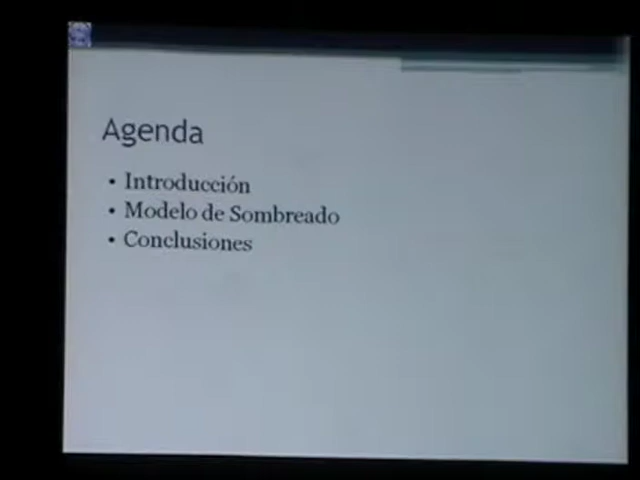 Agenda
• Introducción
• Modelo de Sombreado
• Conclusiones